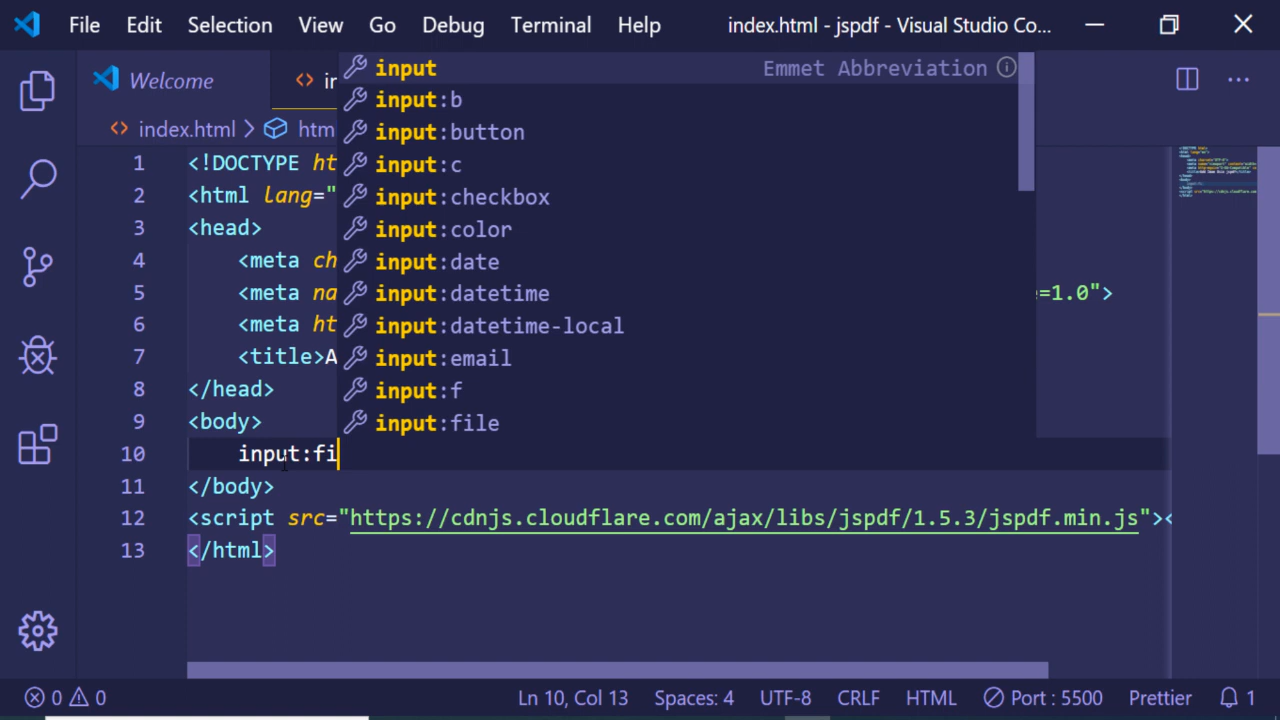 File Edit Selection View Go Debug Terminal Help index.html - jspdf - Visual Studio Co...
Welcome <> in
<> index.html > htm
input Emmet Abbreviation
input:b
input:button
input:c
input:checkbox
input:color
input:date
input:datetime
input:datetime-local
input:email
input:f
input:file
1 <!DOCTYPE ht
2 <html lang="
3 <head>
4 <meta ch
5 <meta na e=1.0">
6 <meta ht
7 <title>A
8 </head>
9 <body>
10 input:fi
11 </body>
12 <script src="https://cdnjs.cloudflare.com/ajax/libs/jspdf/1.5.3/jspdf.min.js"><
13 </html>
0 0 Ln 10, Col 13 Spaces: 4 UTF-8 CRLF HTML Port : 5500 Prettier 1